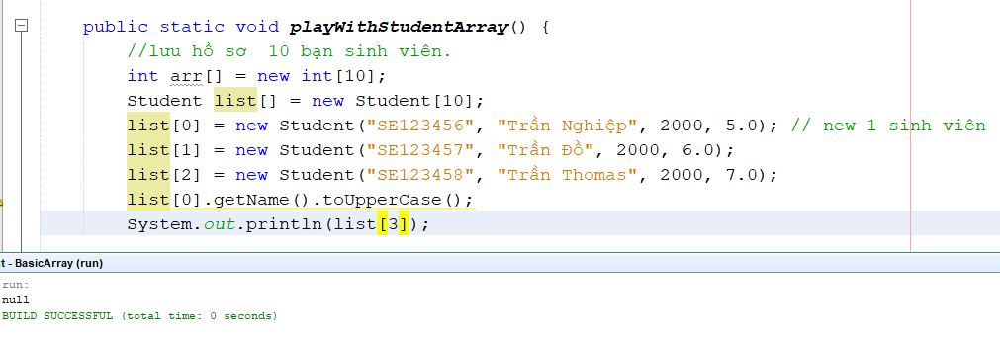 public static void playWithStudentArray() {
//lưu hồ sơ  10 bạn sinh viên.
int arr[] = new int[10];
Student list[] = new Student[10];
list[0] = new Student("SE123456", "Trần Nghiệp", 2000, 5.0); // new 1 sinh viên
list[1] = new Student("SE123457", "Trần Đồ", 2000, 6.0);
list[2] = new Student("SE123458", "Trần Thomas", 2000, 7.0);
list[0].getName().toUpperCase();
System.out.println(list[3]);
t - BasicArray (run)
run:
null
BUILD SUCCESSFUL (total time: 0 seconds)